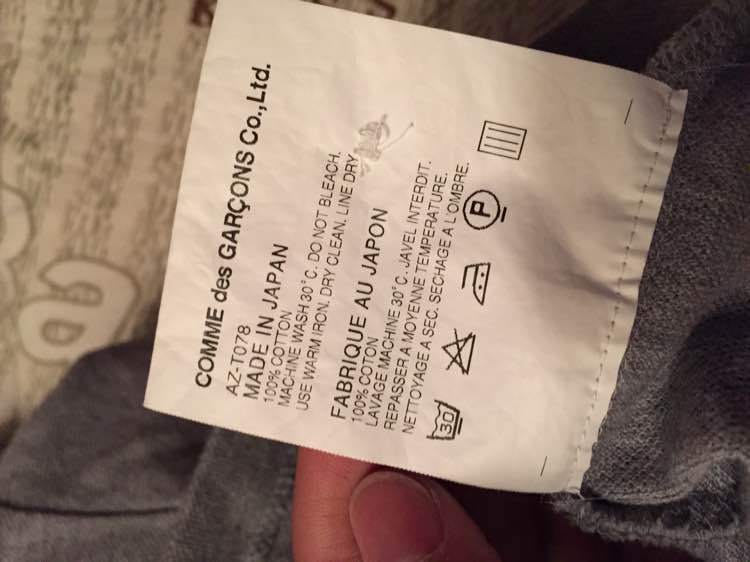 COMME des GARÇONS Co.,Ltd.
AZ-T078
MADE IN JAPAN
100% COTTON
MACHINE WASH 30°C. DO NOT BLEACH.
USE WARM IRON. DRY CLEAN. LINE DRY
FABRIQUE AU JAPON
100% COTON
LAVAGE MACHINE 30°C. JAVEL INTERDIT.
REPASSER A MOYENNE TEMPERATURE.
NETTOYAGE A SEC. SECHAGE A L'OMBRE.
30 P